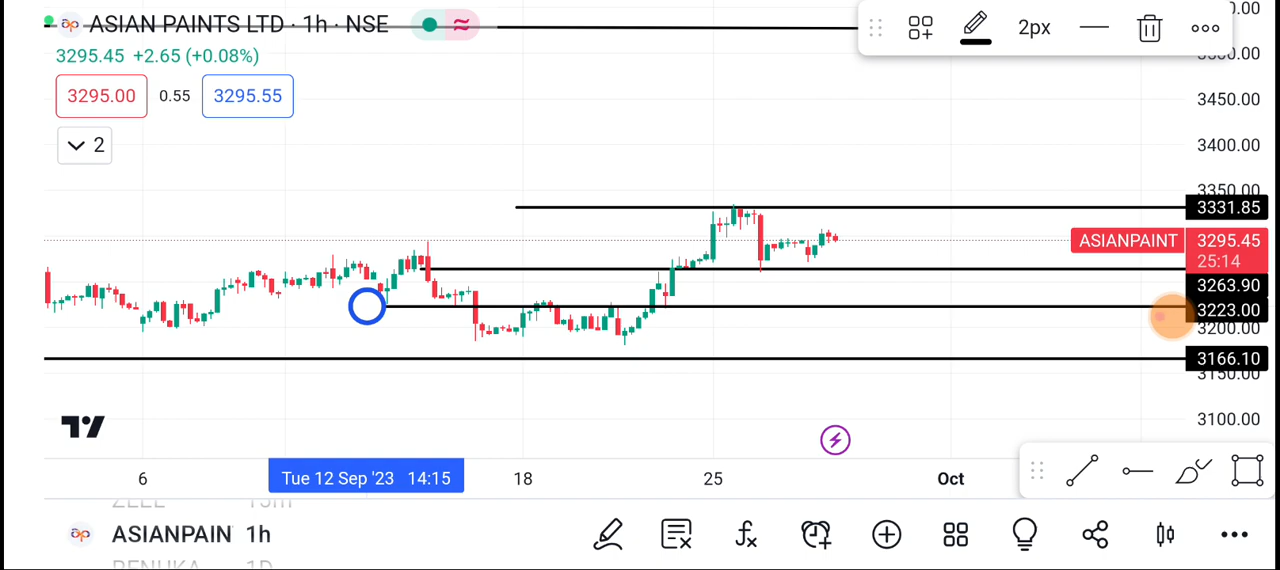 ASIAN PAINTS LTD · 1h · NSE
2px
3295.45 +2.65 (+0.08%)
3295.00 0.55 3295.55
2
3450.00
3400.00
3350.00
3331.85
ASIANPAINT 3295.45
25:14
3263.90
3223.00
3200.00
3166.10
3150.00
3100.00
6 Tue 12 Sep '23 14:15 18 25 Oct
ASIANPAIN 1h